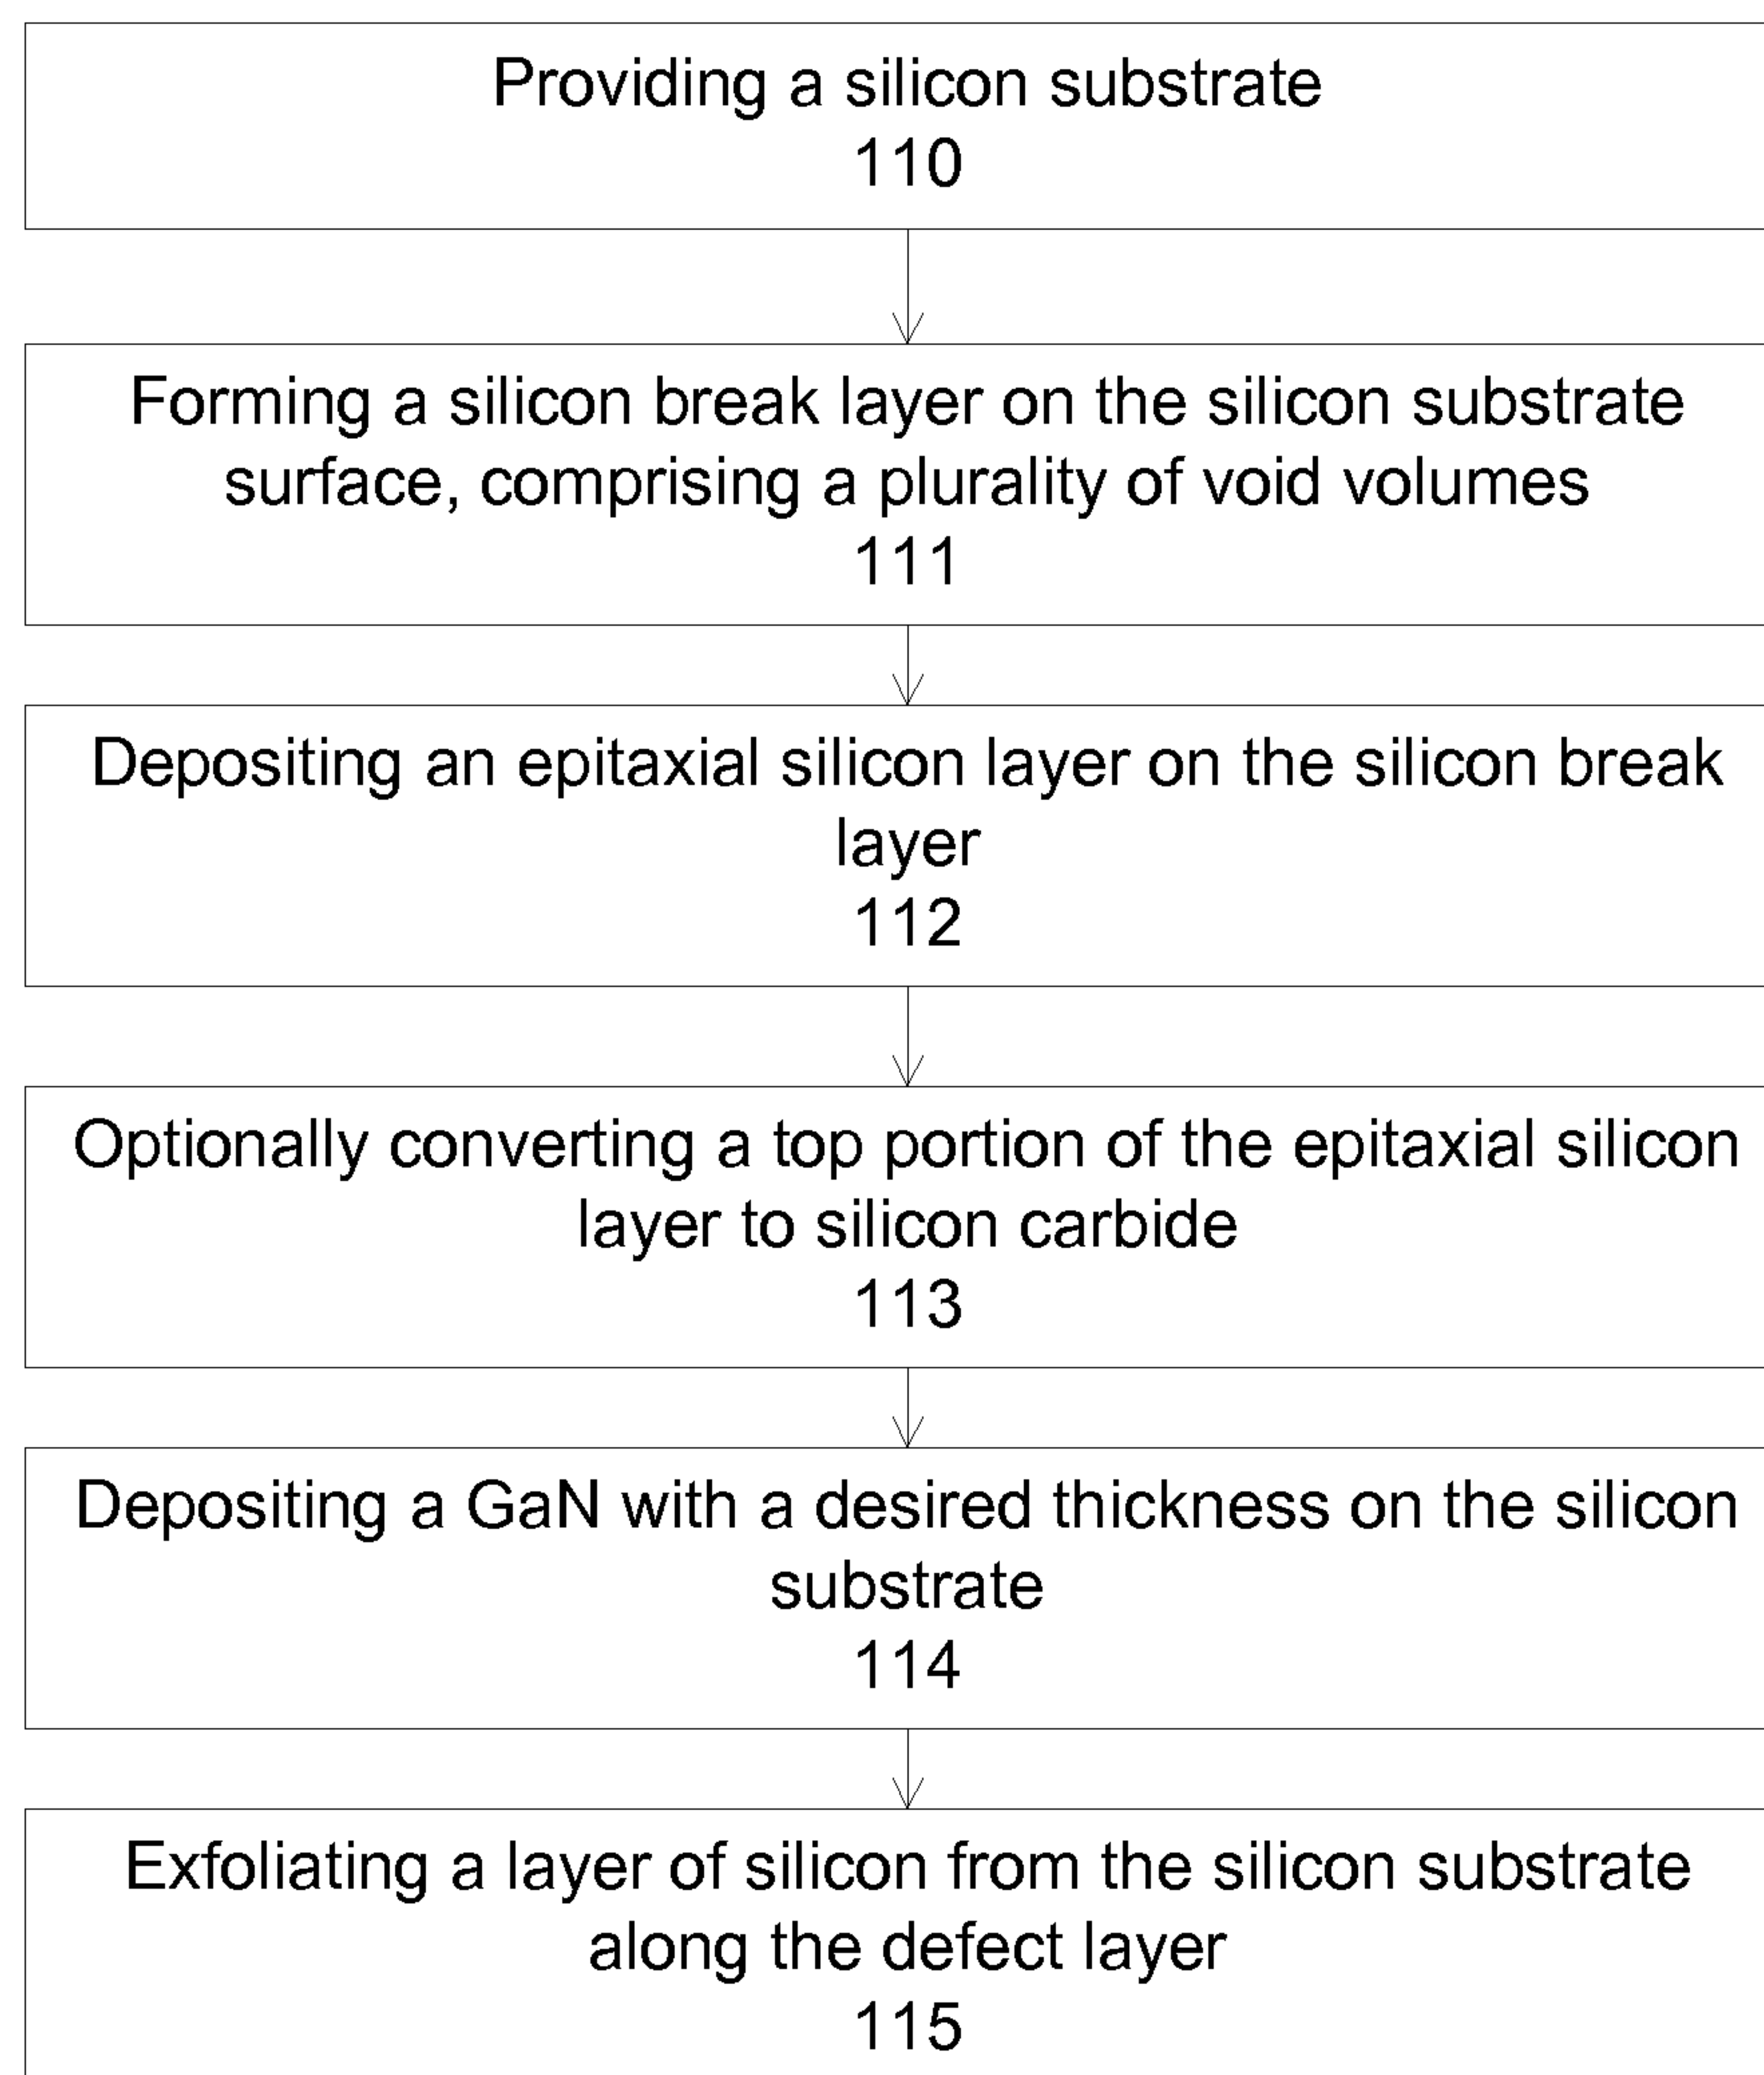 Providing a silicon substrate
110
Forming a silicon break layer on the silicon substrate
surface, comprising a plurality of void volumes
111
Depositing an epitaxial silicon layer on the silicon break
layer
112
Optionally converting a top portion of the epitaxial silicon
layer to silicon carbide
113
Depositing a GaN with a desired thickness on the silicon
substrate
114
Exfoliating a layer of silicon from the silicon substrate
along the defect layer
115